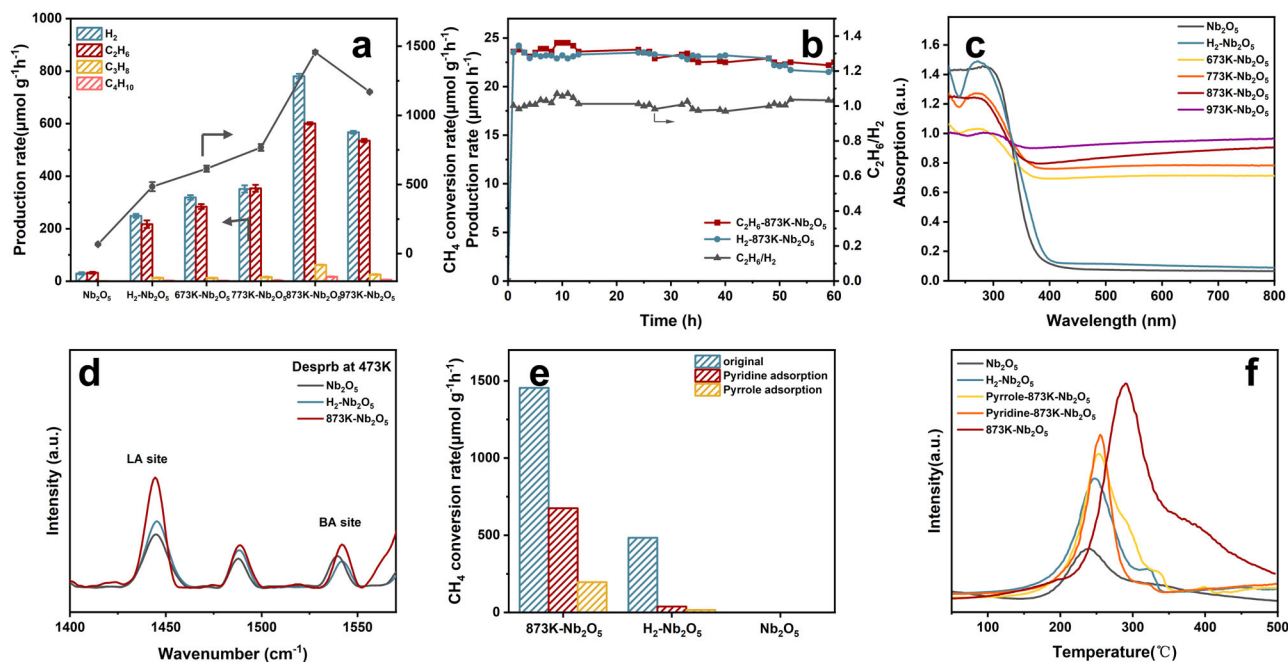 a
Production rate(μmol g⁻¹h⁻¹)
1000
800
600
400
200
0
H₂
C₂H₆
C₃H₈
C₄H₁₀
1500
1000
500
0
CH₄ conversion rate(μmol g⁻¹h⁻¹)
Nb₂O₅
H₂-Nb₂O₅
673K-Nb₂O₅
773K-Nb₂O₅
873K-Nb₂O₅
973K-Nb₂O₅
b
Production rate (μmol h⁻¹)
25
20
15
10
5
0
C₂H₆-873K-Nb₂O₅
H₂-873K-Nb₂O₅
C₂H₆/H₂
1.4
1.2
1.0
0.8
0.6
0.4
0.2
0.0
C₂H₆/H₂
0 10 20 30 40 50 60
Time (h)
c
Absorption (a.u.)
1.6
1.4
1.2
1.0
0.8
0.6
0.4
0.2
0.0
Nb₂O₅
H₂-Nb₂O₅
673K-Nb₂O₅
773K-Nb₂O₅
873K-Nb₂O₅
973K-Nb₂O₅
300 400 500 600 700 800
Wavelength (nm)
d
Intensity (a.u.)
Desprb at 473K
Nb₂O₅
H₂-Nb₂O₅
873K-Nb₂O₅
LA site
BA site
1400 1450 1500 1550
Wavenumber (cm⁻¹)
e
CH₄ conversion rate(μmol g⁻¹h⁻¹)
1500
1000
500
0
original
Pyridine adsorption
Pyrrole adsorption
873K-Nb₂O₅ H₂-Nb₂O₅ Nb₂O₅
f
Intensity(a.u.)
Nb₂O₅
H₂-Nb₂O₅
Pyrrole-873K-Nb₂O₅
Pyridine-873K-Nb₂O₅
873K-Nb₂O₅
100 200 300 400 500
Temperature(℃)